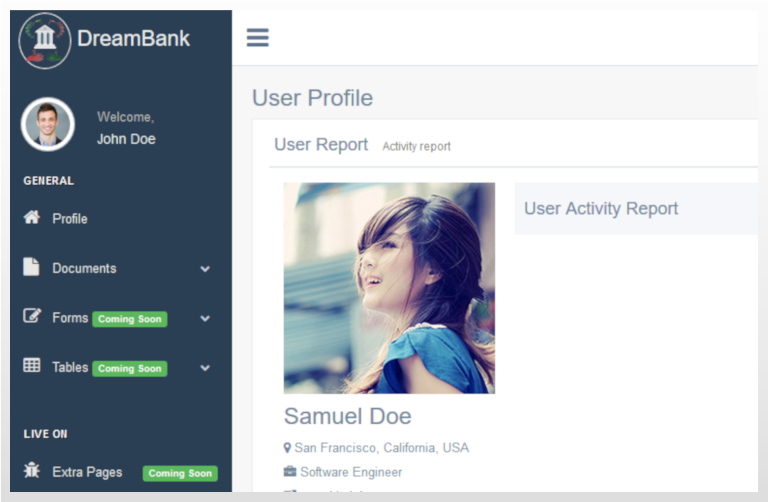 DreamBank
Welcome,
John Doe
GENERAL
Profile
Documents
Forms Coming Soon
Tables Coming Soon
LIVE ON
Extra Pages Coming Soon
User Profile
User Report Activity report
User Activity Report
Samuel Doe
San Francisco, California, USA
Software Engineer